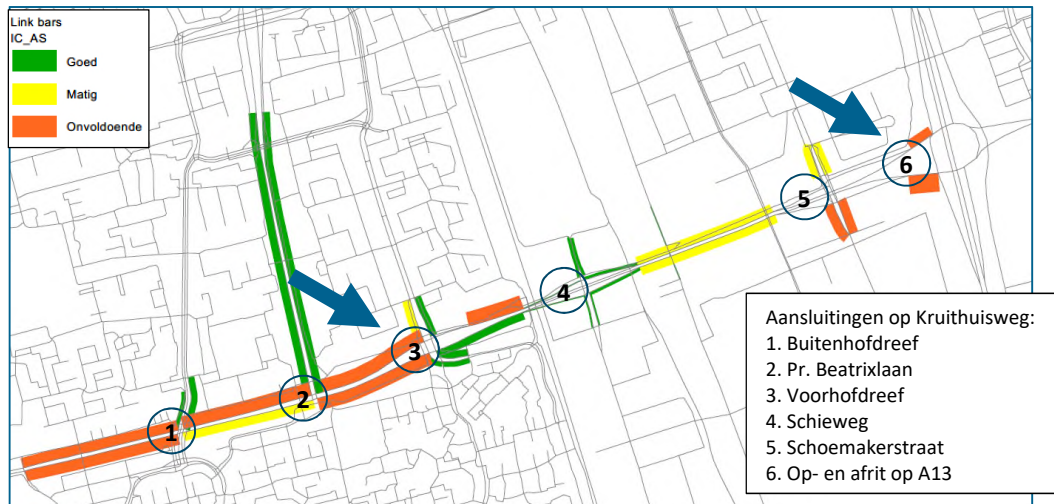 Link bars
IC_AS
Goed
Matig
Onvoldoende
6
5
4
3
2
1
Aansluitingen op Kruithuisweg:
1. Buitenhofdreef
2. Pr. Beatrixlaan
3. Voorhofdreef
4. Schieweg
5. Schoemakerstraat
6. Op- en afrit op A13